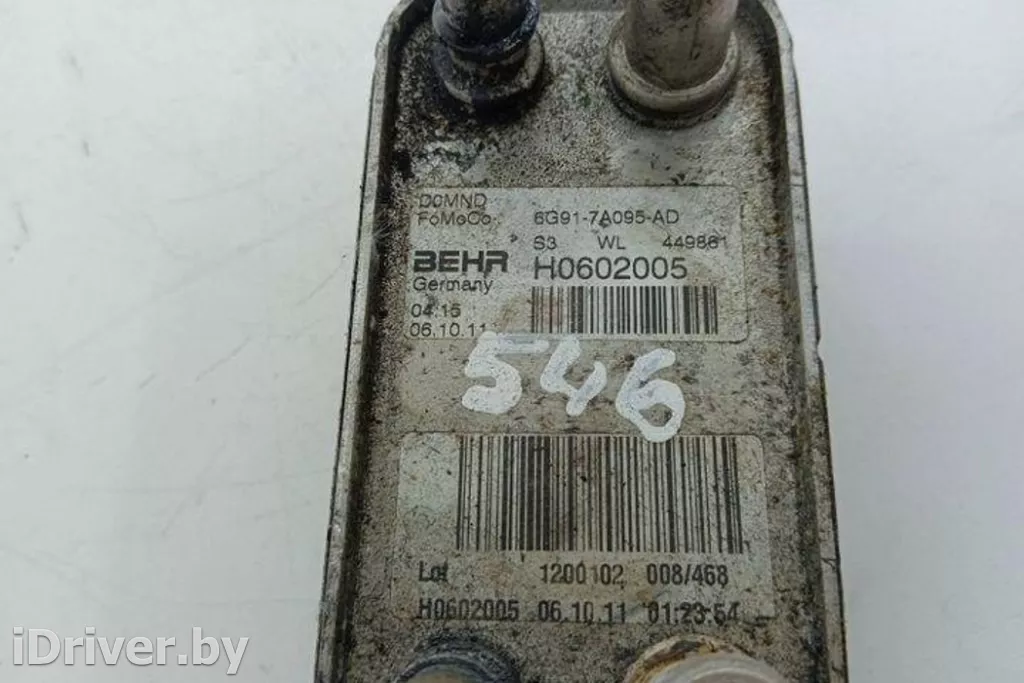 DOMND
FoMoCo 6G91-7A095-AD
S3 WL 449861
BEHR H0602005
Germany
04:15
06.10.11
546
Lot 1200102 008/468
H0602005 06.10.11 01:23:54
iDriver.by